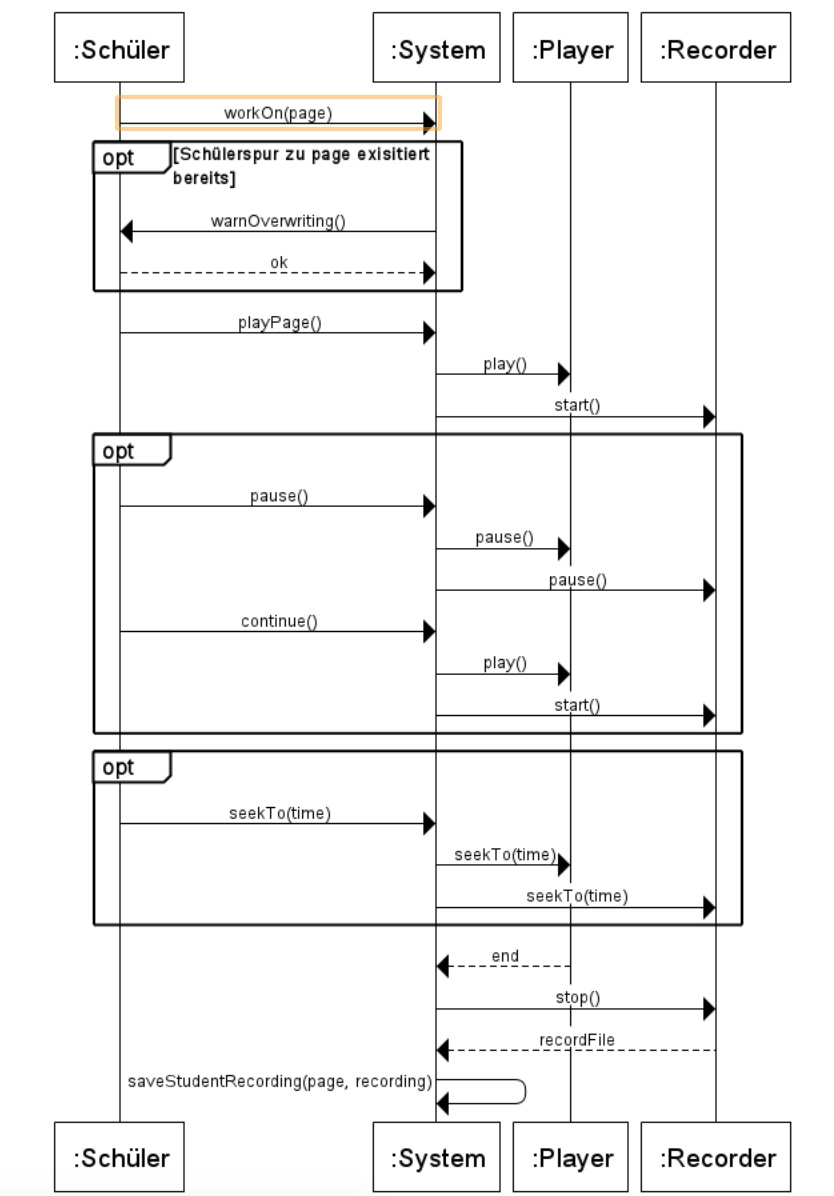 :Schüler :System :Player :Recorder
workOn(page)
opt [Schülerspur zu page exisitiert
bereits]
warnOverwriting()
ok
playPage()
play()
start()
opt
pause()
pause()
pause()
continue()
play()
start()
opt
seekTo(time)
seekTo(time)
seekTo(time)
end
stop()
recordFile
saveStudentRecording(page, recording)
:Schüler :System :Player :Recorder